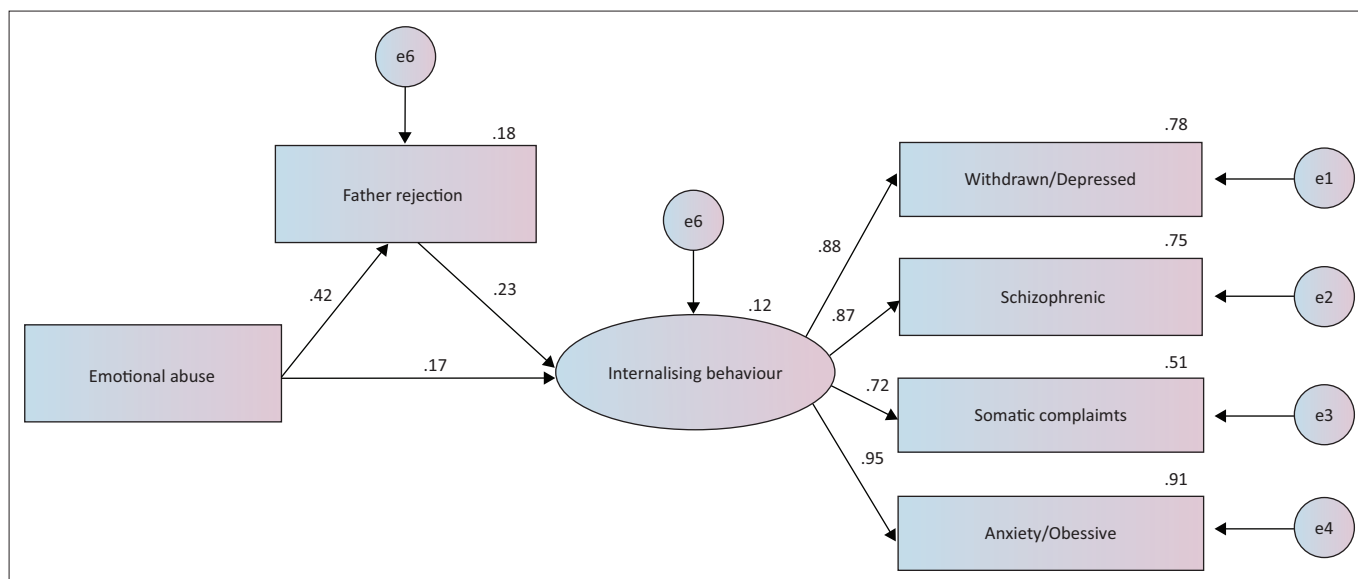 e6
.18
Father rejection
.42
.23
Emotional abuse
.17
e6
.12
Internalising behaviour
.88
.87
.72
.95
.78
Withdrawn/Depressed
e1
.75
Schizophrenic
e2
.51
Somatic complaimts
e3
.91
Anxiety/Obessive
e4